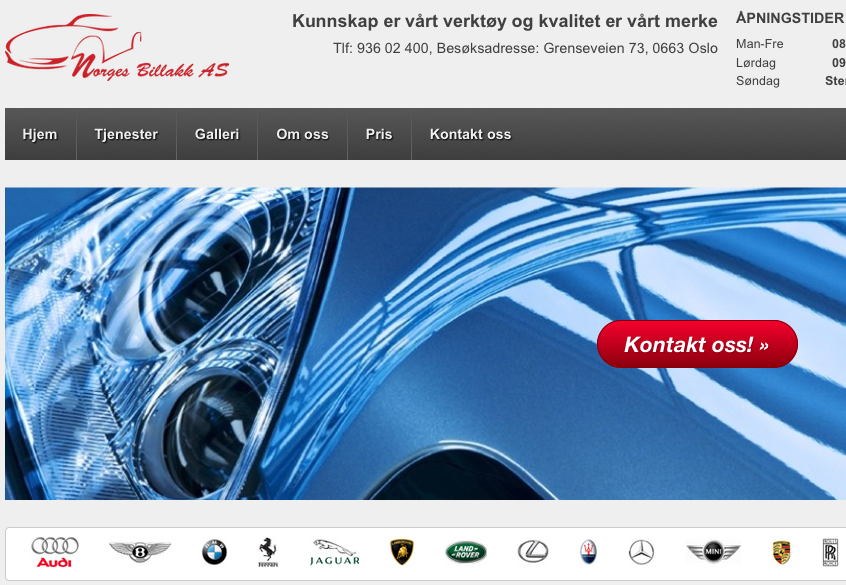 Norges Billakk AS
Kunnskap er vårt verktøy og kvalitet er vårt merke
Tlf: 936 02 400, Besøksadresse: Grenseveien 73, 0663 Oslo
ÅPNINGSTIDER
Man-Fre 08
Lørdag 09
Søndag Ste
Hjem Tjenester Galleri Om oss Pris Kontakt oss
Kontakt oss! »
Audi B Ferrari JAGUAR LAND-ROVER MINI RR